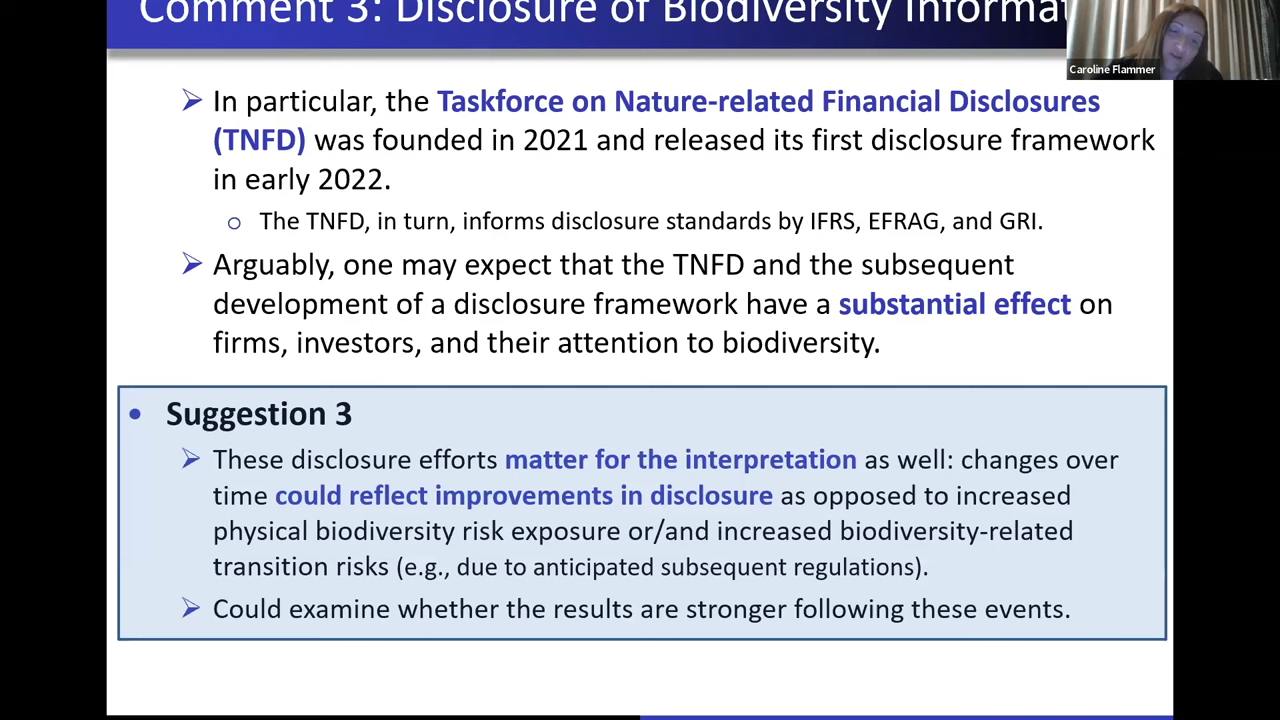 Comment 3: Disclosure of Biodiversity
Caroline Flammer
➢ In particular, the Taskforce on Nature-related Financial Disclosures
(TNFD) was founded in 2021 and released its first disclosure framework
in early 2022.
o The TNFD, in turn, informs disclosure standards by IFRS, EFRAG, and GRI.
➢ Arguably, one may expect that the TNFD and the subsequent
development of a disclosure framework have a substantial effect on
firms, investors, and their attention to biodiversity.
• Suggestion 3
➢ These disclosure efforts matter for the interpretation as well: changes over
time could reflect improvements in disclosure as opposed to increased
physical biodiversity risk exposure or/and increased biodiversity-related
transition risks (e.g., due to anticipated subsequent regulations).
➢ Could examine whether the results are stronger following these events.